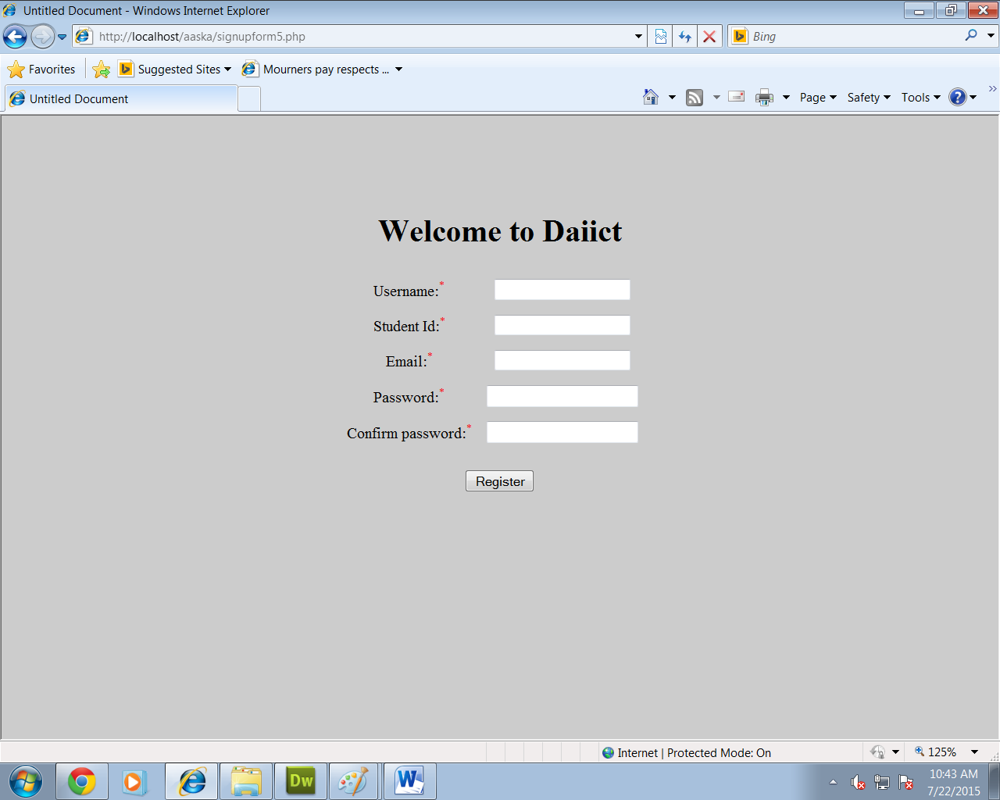 Untitled Document - Windows Internet Explorer
http://localhost/aaska/signupform5.php
Bing
Favorites
Suggested Sites
Mourners pay respects ...
Untitled Document
Page
Safety
Tools
Welcome to Daiict
Username:*
Student Id:*
Email:*
Password:*
Confirm password:*
Register
Internet | Protected Mode: On
125%
Dw
W
10:43 AM
7/22/2015